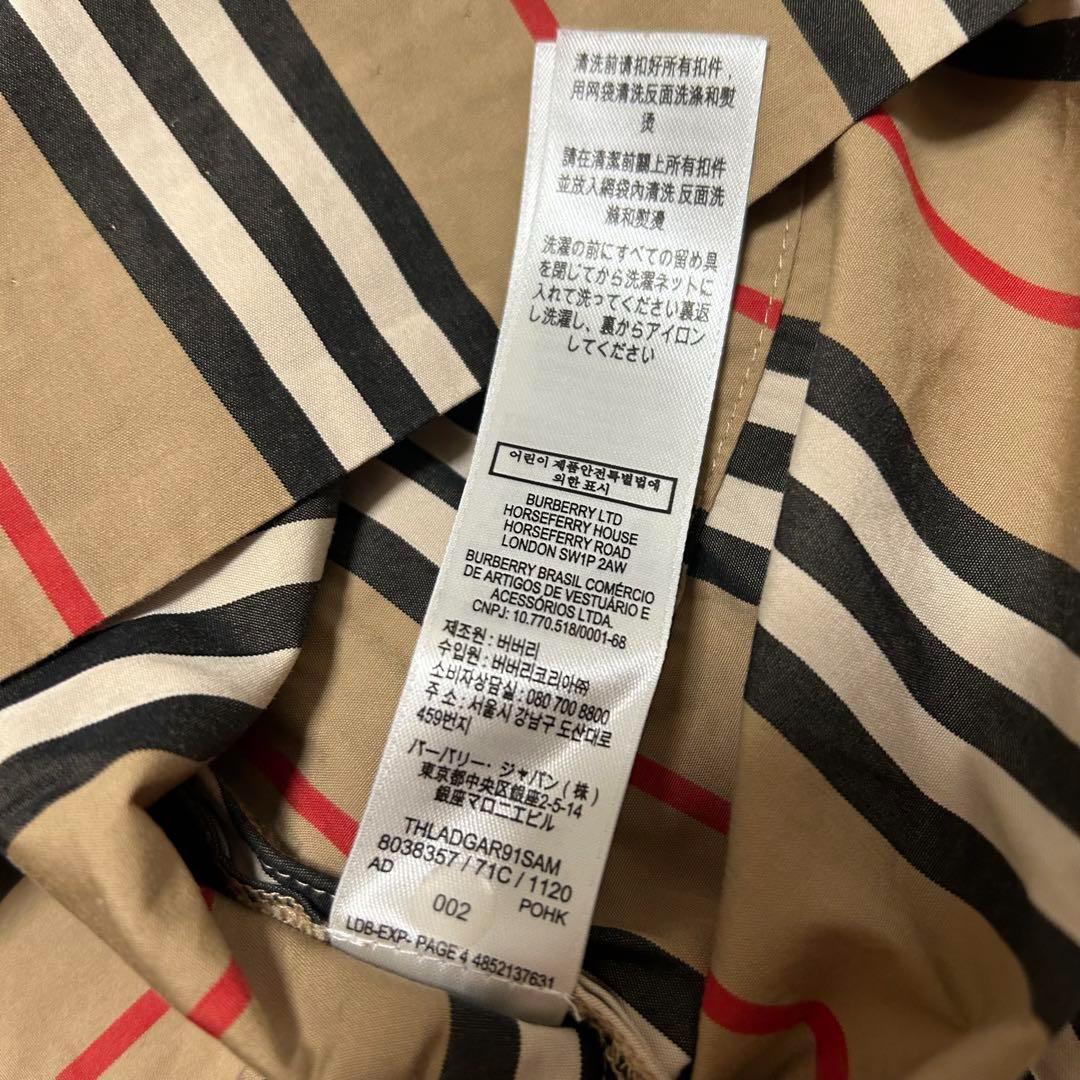 清洗前请扣好所有扣件，
用网袋清洗反面洗涤和熨
烫
請在清潔前關上所有扣件
並放入網袋內清洗 反面洗
滌和熨燙
洗濯の前にすべての留め具
を閉じてから洗濯ネットに
入れて洗ってください裏返
し洗濯し、裏からアイロン
してください
어린이 제품안전특별법에
의한 표시
BURBERRY LTD
HORSEFERRY HOUSE
HORSEFERRY ROAD
LONDON SW1P 2AW
BURBERRY BRASIL COMÉRCIO
DE ARTIGOS DE VESTUÁRIO E
ACESSÓRIOS LTDA.
CNPJ: 10.770.518/0001-68
제조원 : 버버리
수입원 : 버버리코리아㈜
소비자상담실 : 080 700 8800
주 소 : 서울시 강남구 도산대로
459번지
バーバリー・ジャパン(株)
東京都中央区銀座2-5-14
銀座マロニエビル
THLADGAR91SAM
8038357 / 71C / 1120
AD POHK
002
LDB-EXP- PAGE 4 4852137631